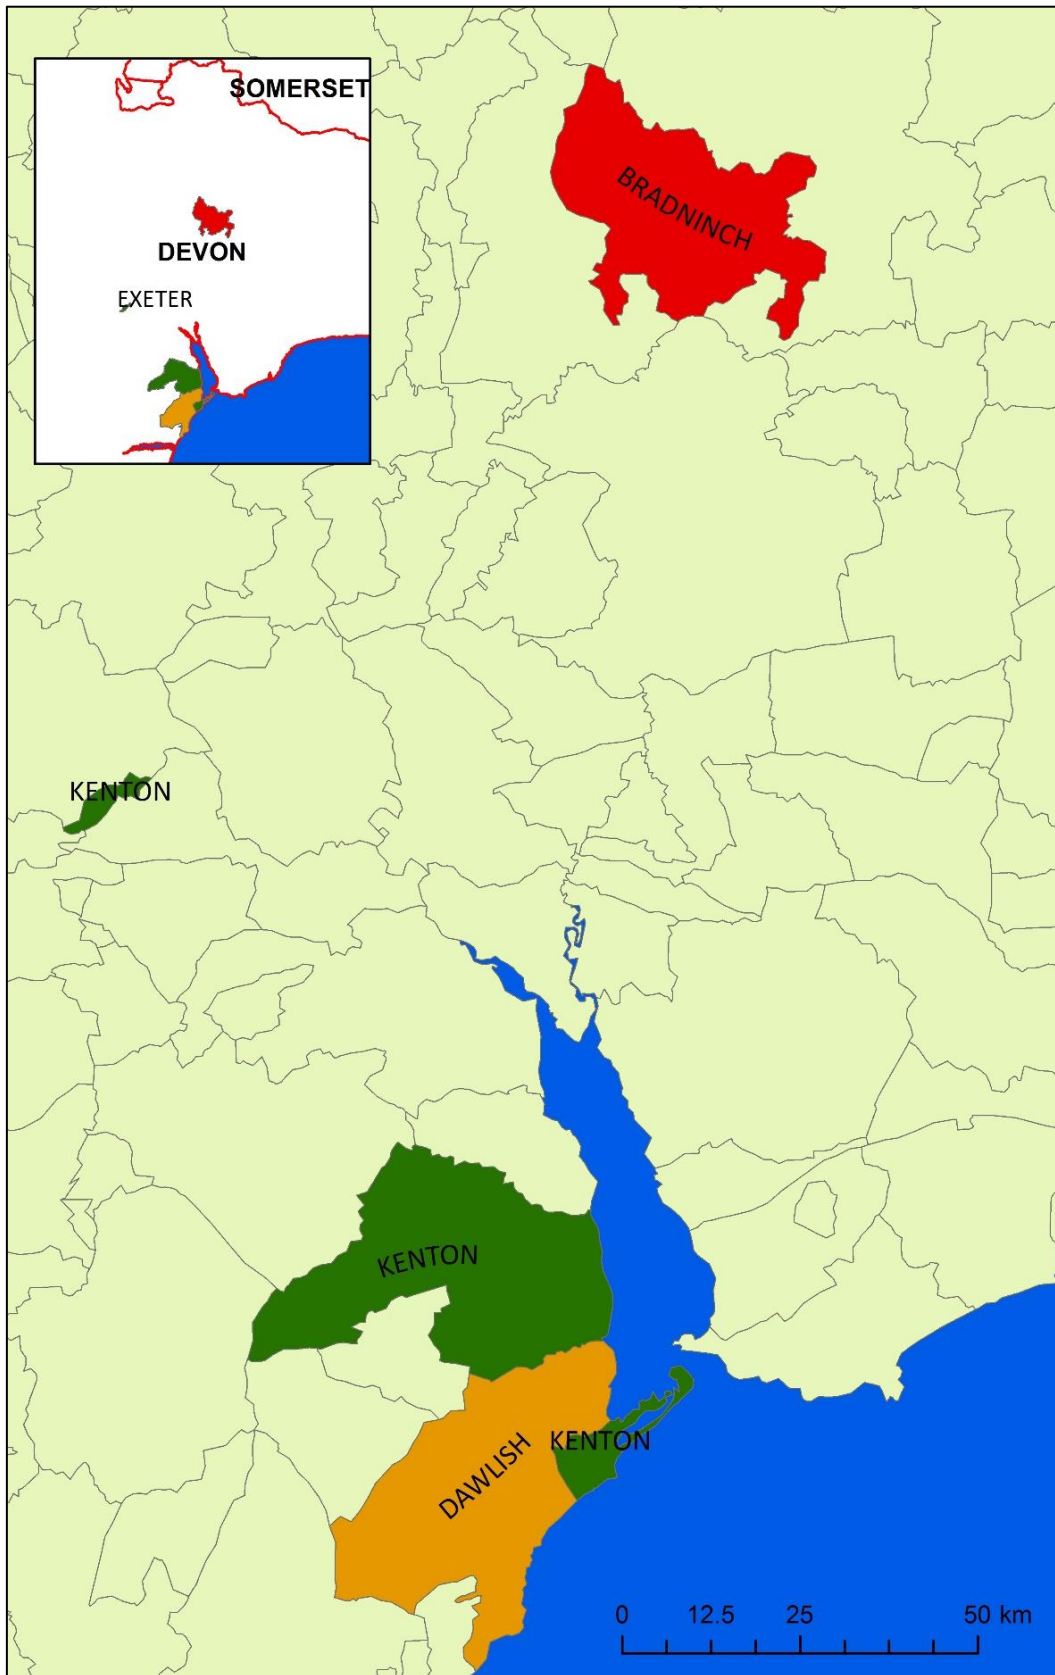 SOMERSET
DEVON
EXETER
BRADNINCH
KENTON
KENTON
KENTON
DAWLISH
0 12.5 25 50 km